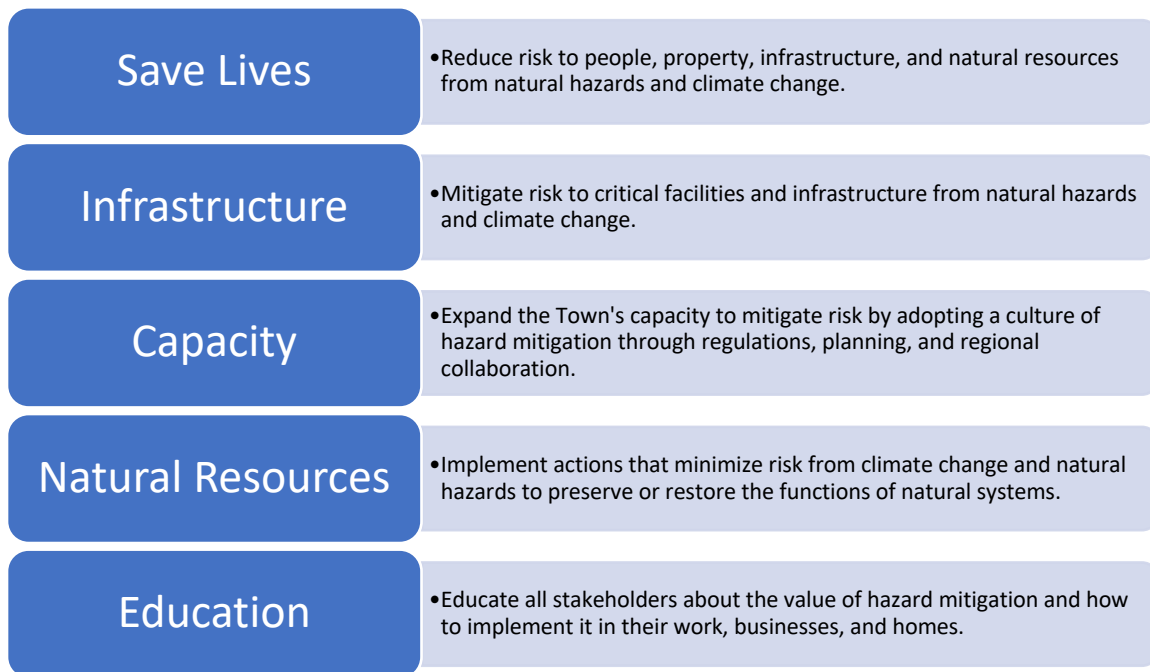 Save Lives
•Reduce risk to people, property, infrastructure, and natural resources
from natural hazards and climate change.
Infrastructure
•Mitigate risk to critical facilities and infrastructure from natural hazards
and climate change.
Capacity
•Expand the Town's capacity to mitigate risk by adopting a culture of
hazard mitigation through regulations, planning, and regional
collaboration.
Natural Resources
•Implement actions that minimize risk from climate change and natural
hazards to preserve or restore the functions of natural systems.
Education
•Educate all stakeholders about the value of hazard mitigation and how
to implement it in their work, businesses, and homes.